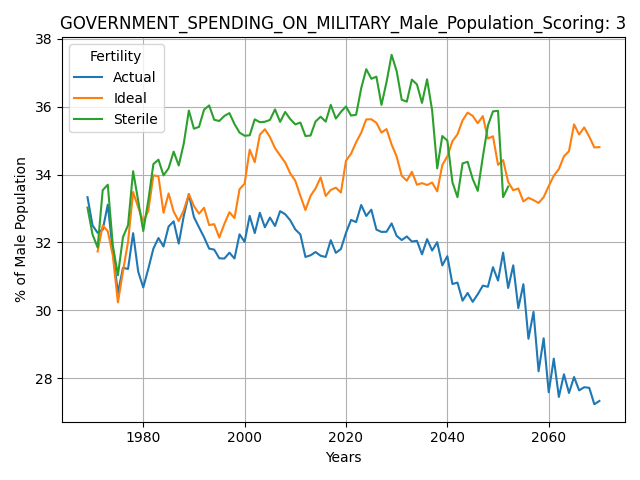 GOVERNMENT_SPENDING_ON_MILITARY_Male_Population_Scoring: 3
Fertility
Actual
Ideal
Sterile
% of Male Population
38
36
34
32
30
28
1980
2000
2020
2040
2060
Years